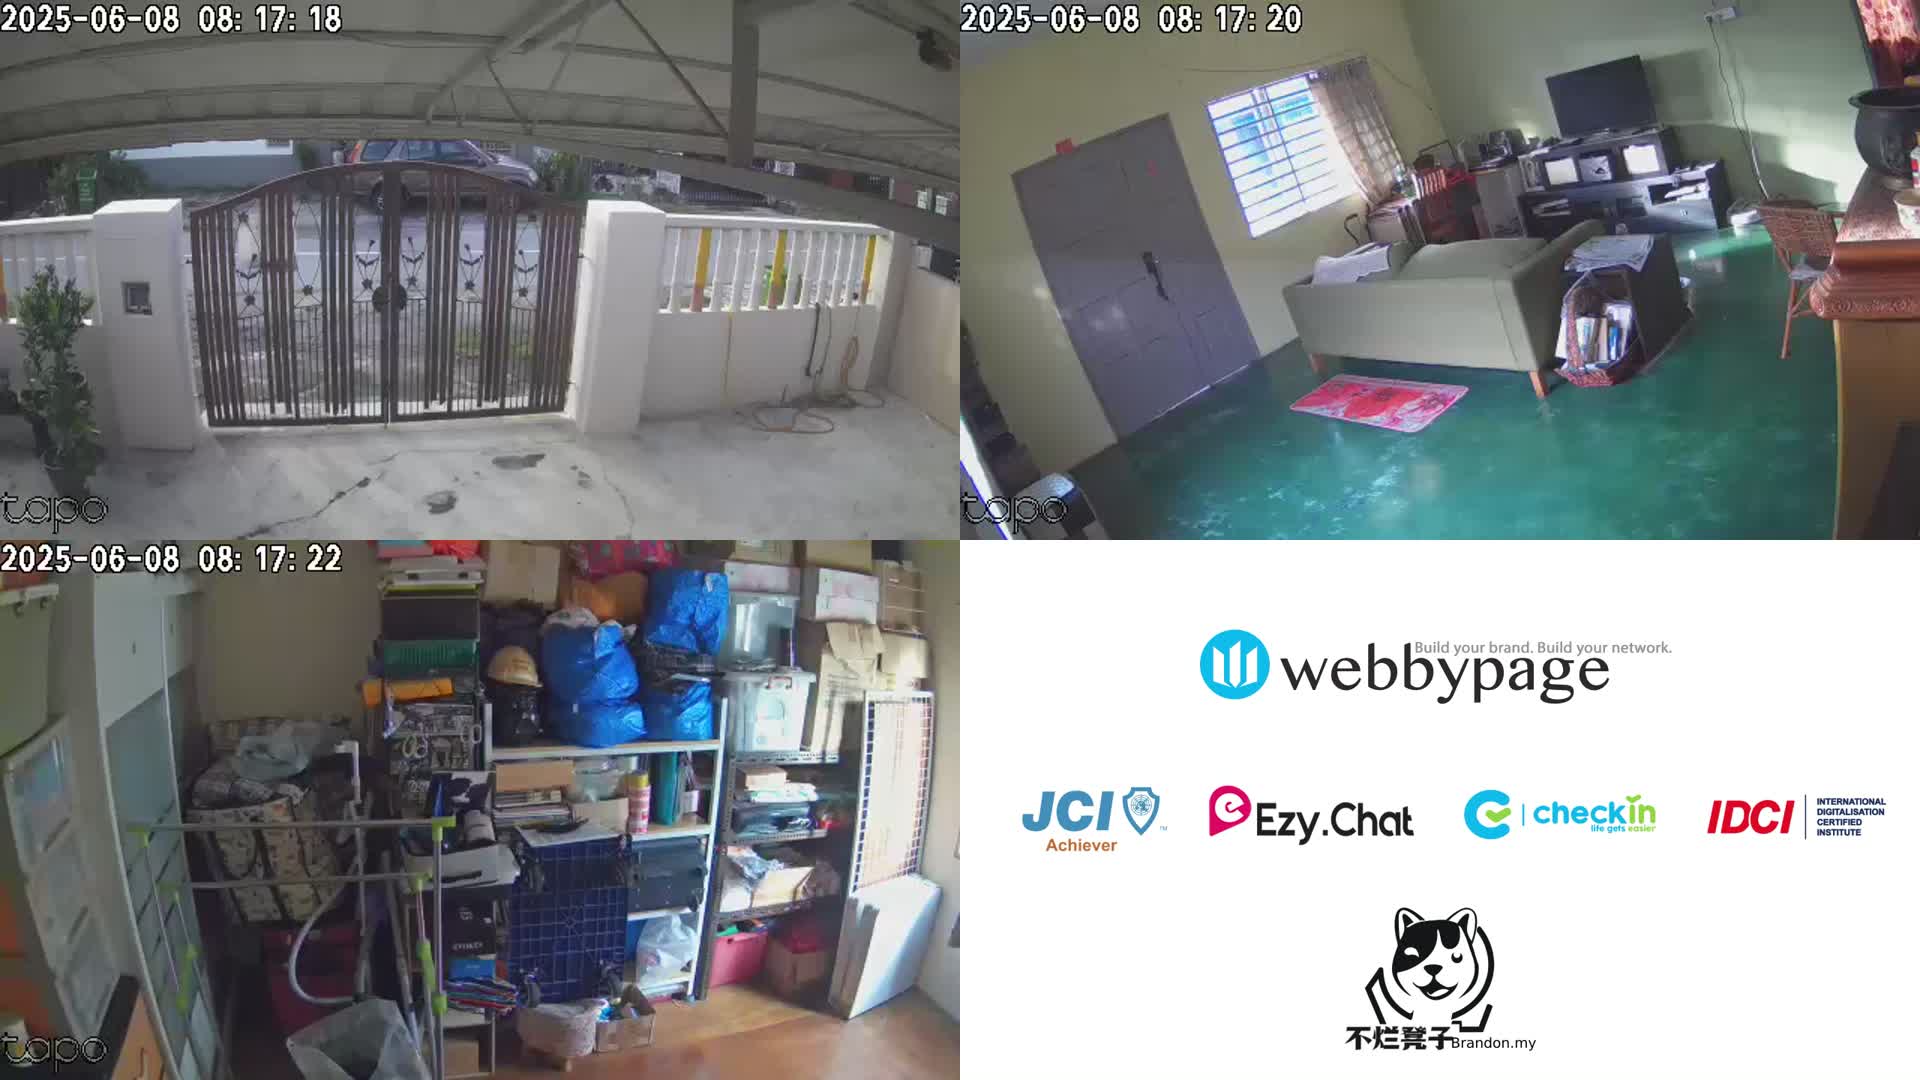 2025-06-08 08:17:18
2025-06-08 08:17:20
tapo
tapo
2025-06-08 08:17:22
tapo
Build your brand. Build your network.
webbypage
JCI
TM
Achiever
Ezy.Chat
checkin
life gets easier
IDCI
INTERNATIONAL
DIGITALISATION
CERTIFIED
INSTITUTE
不烂凳子
Brandon.my